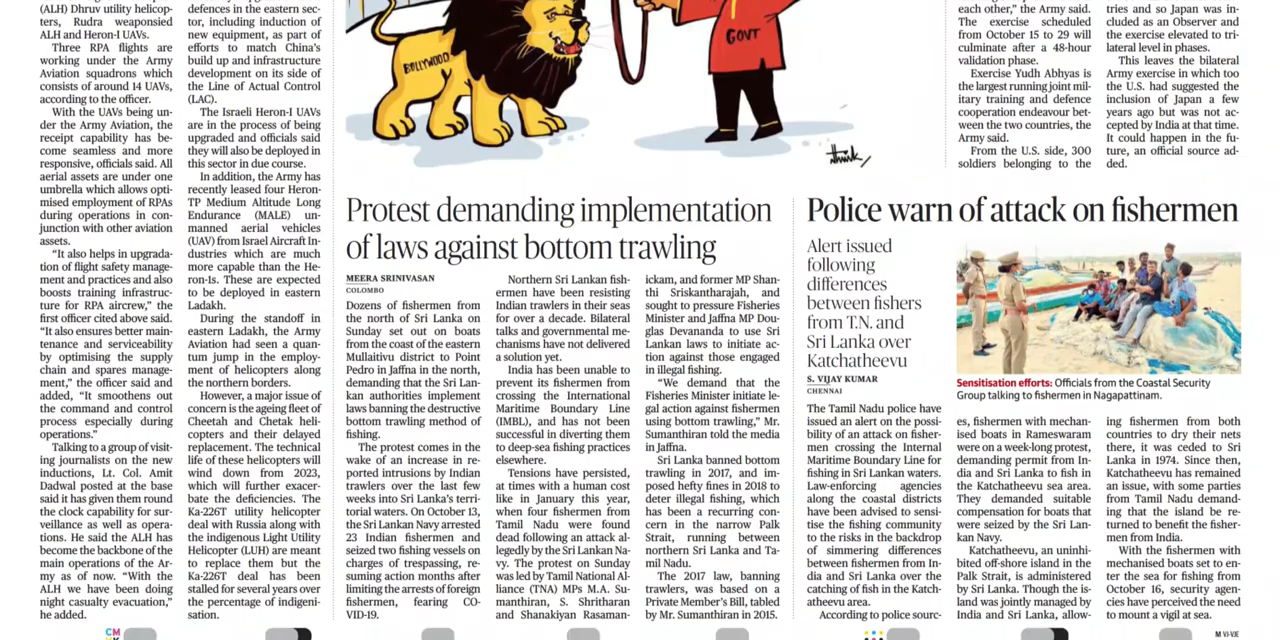 (ALH) Dhruv utility helicop-
ters, Rudra weaponsied
ALH and Heron-I UAVs.
Three RPA flights are
working under the Army
Aviation squadrons which
consists of around 14 UAVs,
according to the officer.
With the UAVs being un-
der the Army Aviation, the
receipt capability has be-
come seamless and more
responsive, officials said. All
aerial assets are under one
umbrella which allows opti-
mised employment of RPAs
during operations in con-
junction with other aviation
assets.
“It also helps in upgrada-
tion of flight safety manage-
ment and practices and also
boosts training infrastruc-
ture for RPA aircrew,” the
first officer cited above said.
“It also ensures better main-
tenance and serviceability
by optimising the supply
chain and spares manage-
ment,” the officer said and
added, “It smoothens out
the command and control
process especially during
operations.”
Talking to a group of visit-
ing journalists on the new
inductions, Lt. Col. Amit
Dadwal posted at the base
said it has given them round
the clock capability for sur-
veillance as well as opera-
tions. He said the ALH has
become the backbone of the
main operations of the Ar-
my as of now. “With the
ALH we have been doing
night casualty evacuation,”
he added.
defences in the eastern sec-
tor, including induction of
new equipment, as part of
efforts to match China’s
build up and infrastructure
development on its side of
the Line of Actual Control
(LAC).
The Israeli Heron-I UAVs
are in the process of being
upgraded and officials said
they will also be deployed in
this sector in due course.
In addition, the Army has
recently leased four Heron-
TP Medium Altitude Long
Endurance (MALE) un-
manned aerial vehicles
(UAV) from Israel Aircraft In-
dustries which are much
more capable than the He-
ron-Is. These are expected
to be deployed in eastern
Ladakh.
During the standoff in
eastern Ladakh, the Army
Aviation had seen a quan-
tum jump in the employ-
ment of helicopters along
the northern borders.
However, a major issue of
concern is the ageing fleet of
Cheetah and Chetak heli-
copters and their delayed
replacement. The technical
life of these helicopters will
wind down from 2023,
which will further exacer-
bate the deficiencies. The
Ka-226T utility helicopter
deal with Russia along with
the indigenous Light Utility
Helicopter (LUH) are meant
to replace them but the
Ka-226T deal has been
stalled for several years over
the percentage of indigeni-
sation.
BOLLYWOOD
GOVT
each other,” the Army said.
The exercise scheduled
from October 15 to 29 will
culminate after a 48-hour
validation phase.
Exercise Yudh Abhyas is
the largest running joint mil-
itary training and defence
cooperation endeavour bet-
ween the two countries, the
Army said.
From the U.S. side, 300
soldiers belonging to the
tries and so Japan was in-
cluded as an Observer and
the exercise elevated to tri-
lateral level in phases.
This leaves the bilateral
Army exercise in which too
the U.S. had suggested the
inclusion of Japan a few
years ago but was not ac-
cepted by India at that time.
It could happen in the fu-
ture, an official source ad-
ded.
Protest demanding implementation
of laws against bottom trawling
MEERA SRINIVASAN
COLOMBO
Dozens of fishermen from
the north of Sri Lanka on
Sunday set out on boats
from the coast of the eastern
Mullaitivu district to Point
Pedro in Jaffna in the north,
demanding that the Sri Lan-
kan authorities implement
laws banning the destructive
bottom trawling method of
fishing.
The protest comes in the
wake of an increase in re-
ported intrusions by Indian
trawlers over the last few
weeks into Sri Lanka’s terri-
torial waters. On October 13,
the Sri Lankan Navy arrested
23 Indian fishermen and
seized two fishing vessels on
charges of trespassing, re-
suming action months after
limiting the arrests of foreign
fishermen, fearing CO-
VID-19.
Northern Sri Lankan fish-
ermen have been resisting
Indian trawlers in their seas
for over a decade. Bilateral
talks and governmental me-
chanisms have not delivered
a solution yet.
India has been unable to
prevent its fishermen from
crossing the International
Maritime Boundary Line
(IMBL), and has not been
successful in diverting them
to deep-sea fishing practices
elsewhere.
Tensions have persisted,
at times with a human cost
like in January this year,
when four fishermen from
Tamil Nadu were found
dead following an attack al-
legedly by the Sri Lankan Na-
vy. The protest on Sunday
was led by Tamil National Al-
liance (TNA) MPs M.A. Su-
manthiran, S. Shritharan
and Shanakiyan Rasaman-
ickam, and former MP Shan-
thi Sriskantharajah, and
sought to pressure Fisheries
Minister and Jaffna MP Dou-
glas Devananda to use Sri
Lankan laws to initiate ac-
tion against those engaged
in illegal fishing.
“We demand that the
Fisheries Minister initiate le-
gal action against fishermen
using bottom trawling,” Mr.
Sumanthiran told the media
in Jaffna.
Sri Lanka banned bottom
trawling in 2017, and im-
posed hefty fines in 2018 to
deter illegal fishing, which
has been a recurring con-
cern in the narrow Palk
Strait, running between
northern Sri Lanka and Ta-
mil Nadu.
The 2017 law, banning
trawlers, was based on a
Private Member’s Bill, tabled
by Mr. Sumanthiran in 2015.
Police warn of attack on fishermen
Alert issued
following
differences
between fishers
from T.N. and
Sri Lanka over
Katchatheevu
S. VIJAY KUMAR
CHENNAI
The Tamil Nadu police have
issued an alert on the possi-
bility of an attack on fisher-
men crossing the Internal
Maritime Boundary Line for
fishing in Sri Lankan waters.
Law-enforcing agencies
along the coastal districts
have been advised to sensi-
tise the fishing community
to the risks in the backdrop
of simmering differences
between fishermen from In-
dia and Sri Lanka over the
catching of fish in the Katch-
atheevu area.
According to police sourc-
Sensitisation efforts: Officials from the Coastal Security
Group talking to fishermen in Nagapattinam.
es, fishermen with mechan-
ised boats in Rameswaram
were on a week-long protest,
demanding permit from In-
dia and Sri Lanka to fish in
the Katchatheevu sea area.
They demanded suitable
compensation for boats that
were seized by the Sri Lan-
kan Navy.
Katchatheevu, an uninhi-
bited off-shore island in the
Palk Strait, is administered
by Sri Lanka. Though the is-
land was jointly managed by
India and Sri Lanka, allow-
ing fishermen from both
countries to dry their nets
there, it was ceded to Sri
Lanka in 1974. Since then,
Katchatheevu has remained
an issue, with some parties
from Tamil Nadu demand-
ing that the island be re-
turned to benefit the fisher-
men from India.
With the fishermen with
mechanised boats set to en-
ter the sea for fishing from
October 16, security agen-
cies have perceived the need
to mount a vigil at sea.
CM
M VJ-VJE